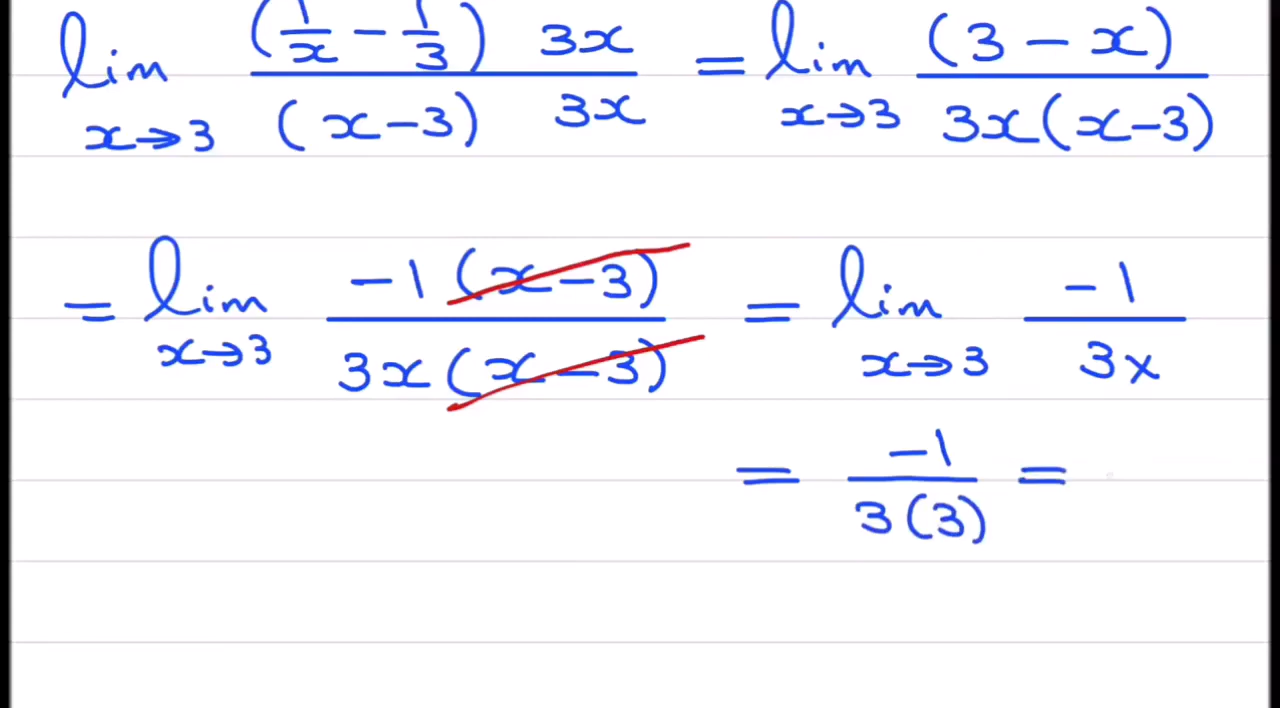 lim x→3 (1/x − 1/3) 3x / (x−3) 3x = lim x→3 (3 − x) / 3x(x−3)
= lim x→3 −1(x−3) / 3x(x−3) = lim x→3 −1 / 3x
= −1 / 3(3) =